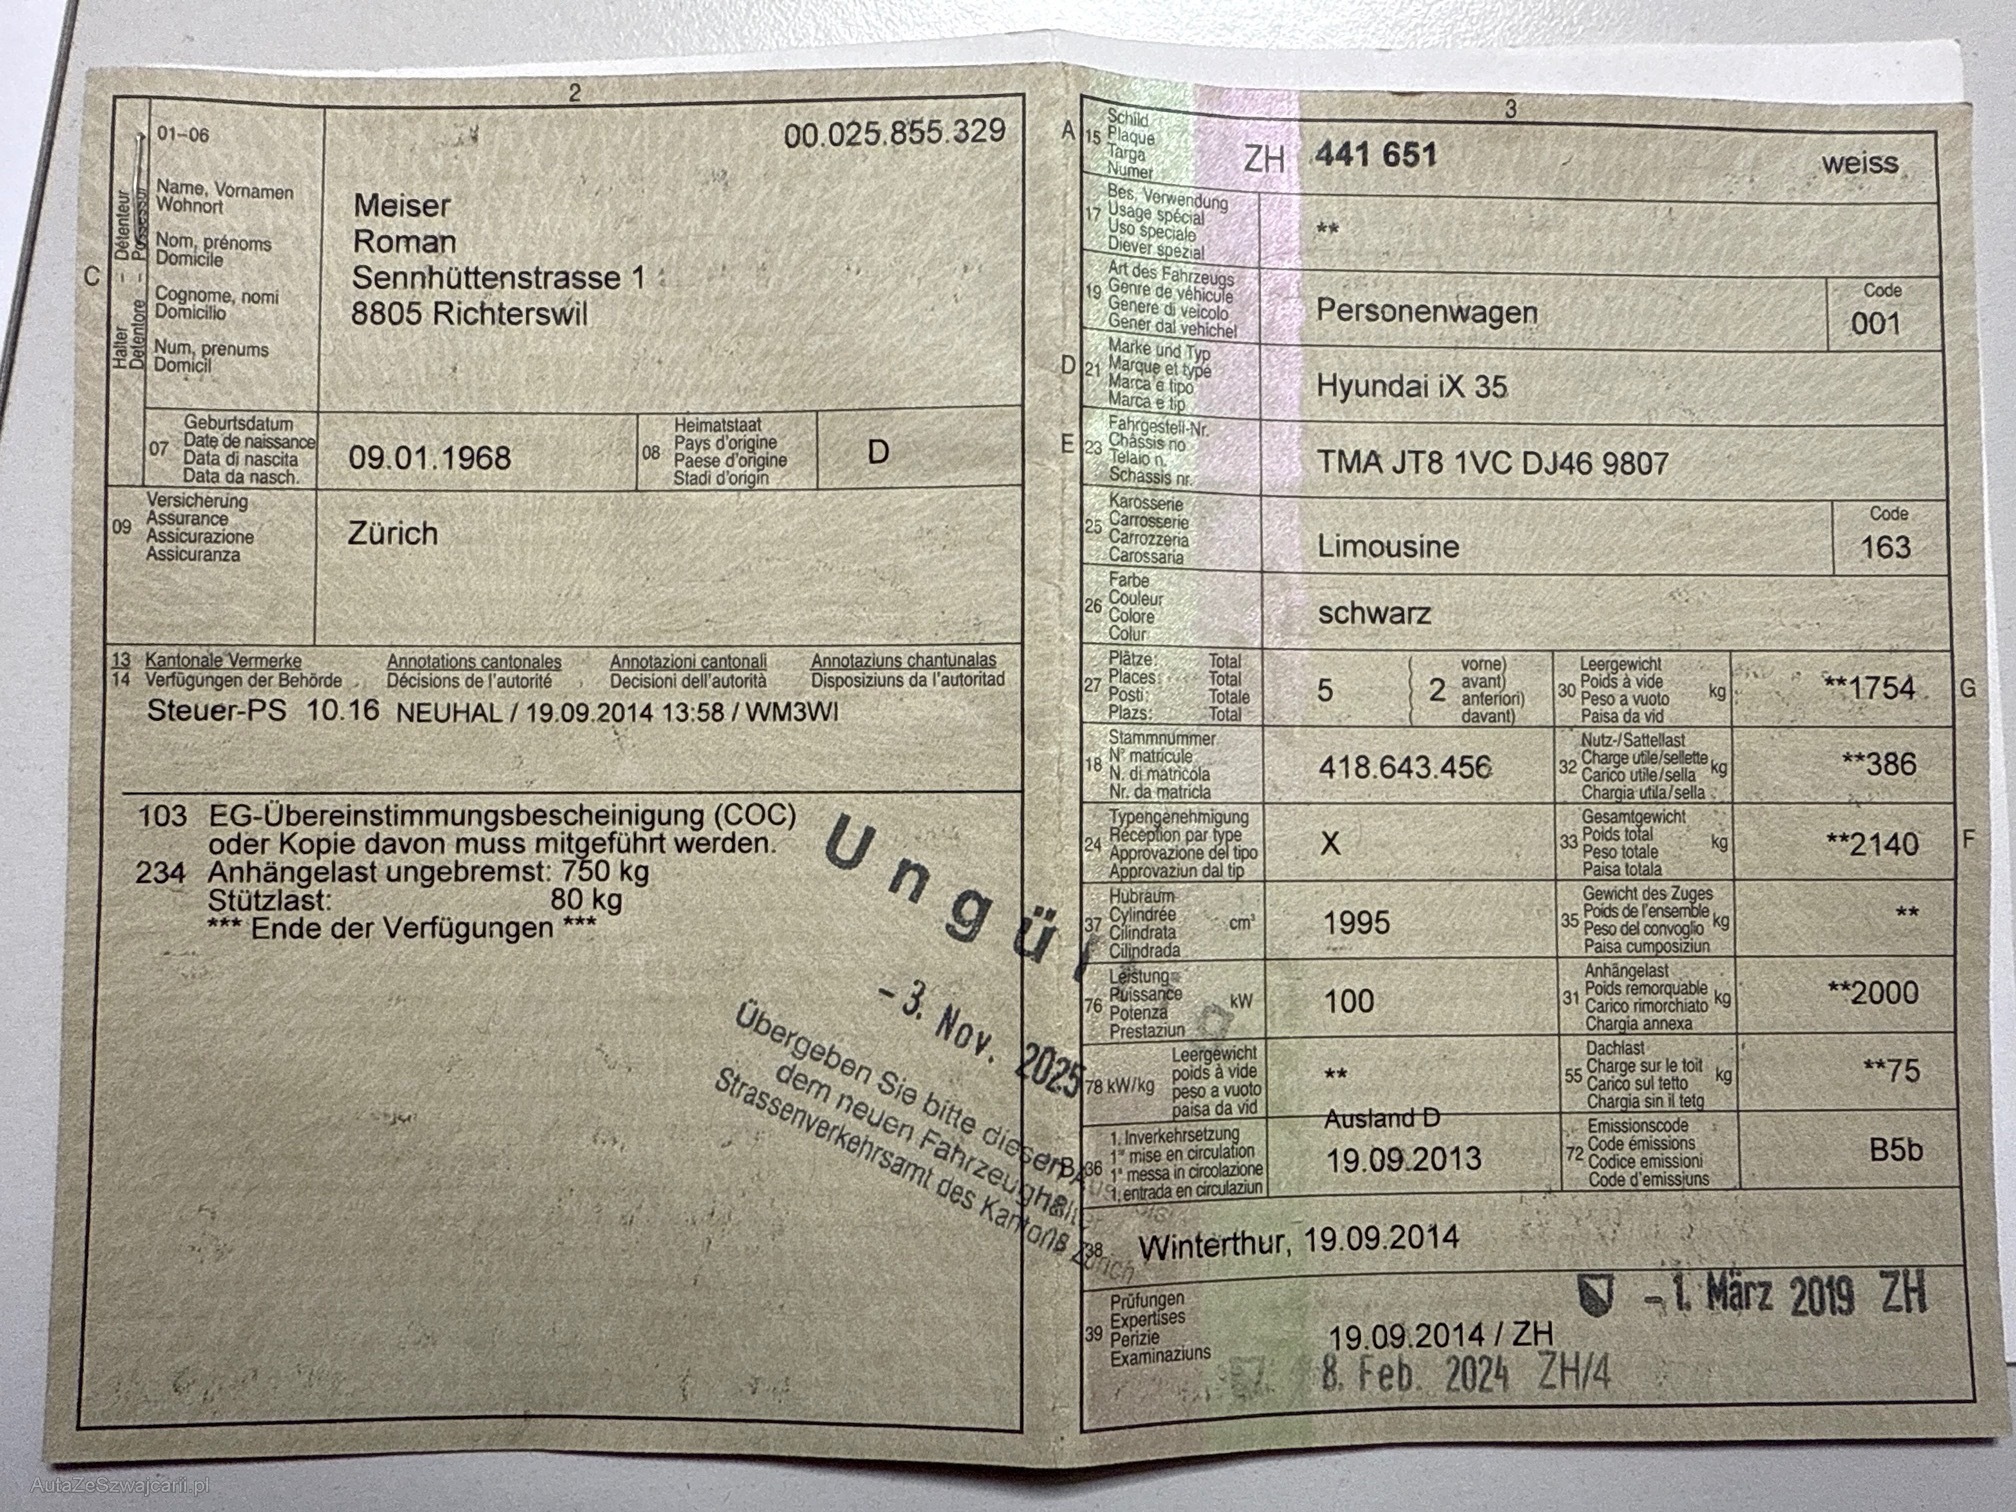 2
01–06
00.025.855.329
Halter – Détenteur
Detentore – Possessur
Name, Vornamen
Wohnort
Nom, prénoms
Domicile
Cognome, nomi
Domicilio
Num, prenums
Domicil
C
Meiser
Roman
Sennhüttenstrasse 1
8805 Richterswil
07
Geburtsdatum
Date de naissance
Data di nascita
Data da nasch.
09.01.1968
08
Heimatstaat
Pays d'origine
Paese d'origine
Stadi d'origin
D
09
Versicherung
Assurance
Assicurazione
Assicuranza
Zürich
13 Kantonale Vermerke Annotations cantonales Annotazioni cantonali Annotaziuns chantunalas
14 Verfügungen der Behörde Décisions de l'autorité Decisioni dell'autorità Disposiziuns da l'autoritad
Steuer-PS 10.16 NEUHAL / 19.09.2014 13:58 / WM3WI
103 EG-Übereinstimmungsbescheinigung (COC)
oder Kopie davon muss mitgeführt werden.
234 Anhängelast ungebremst: 750 kg
Stützlast: 80 kg
*** Ende der Verfügungen ***
Ungül
- 3. Nov. 2025
Übergeben Sie bitte diesen
dem neuen Fahrzeughalter
Strassenverkehrsamt des Kantons Zürich
3
A
15
Schild
Plaque
Targa
Numer
ZH 441 651 weiss
17
Bes. Verwendung
Usage spécial
Uso speciale
Diever spezial
**
19
Art des Fahrzeugs
Genre de véhicule
Genere di veicolo
Gener dal vehichel
Personenwagen
Code
001
D
21
Marke und Typ
Marque et type
Marca e tipo
Marca e tip
Hyundai iX 35
E
23
Fahrgestell-Nr.
Châssis no
Telaio n.
Schassis nr.
TMA JT8 1VC DJ46 9807
25
Karosserie
Carrosserie
Carrozzeria
Carossaria
Limousine
Code
163
26
Farbe
Couleur
Colore
Colur
schwarz
27
Plätze: Total
Places: Total
Posti: Totale
Plazs: Total
5
2
vorne)
avant)
anteriori)
davant)
30
Leergewicht
Poids à vide
Peso a vuoto
Paisa da vid
kg
**1754
G
18
Stammnummer
N° matricule
N. di matricola
Nr. da matricla
418.643.456
32
Nutz-/Sattellast
Charge utile/sellette
Carico utile/sella
Chargia utila/sella
kg
**386
24
Typengenehmigung
Réception par type
Approvazione del tipo
Approvaziun dal tip
X
33
Gesamtgewicht
Poids total
Peso totale
Paisa totala
kg
**2140
F
37
Hubraum
Cylindrée
Cilindrata
Cilindrada
cm³
1995
35
Gewicht des Zuges
Poids de l'ensemble
Peso del convoglio
Paisa cumposiziun
kg
**
76
Leistung
Puissance
Potenza
Prestaziun
kW
100
31
Anhängelast
Poids remorquable
Carico rimorchiato
Chargia annexa
kg
**2000
78 kW/kg
Leergewicht
poids à vide
peso a vuoto
paisa da vid
**
55
Dachlast
Charge sur le toit
Carico sul tetto
Chargia sin il tetg
kg
**75
Ausland D
B
36
1. Inverkehrsetzung
1re mise en circulation
1a messa in circolazione
1. entrada en circulaziun
19.09.2013
72
Emissionscode
Code émissions
Codice emissioni
Code d'emissiuns
B5b
38
Winterthur, 19.09.2014
39
Prüfungen
Expertises
Perizie
Examinaziuns
- 1. März 2019 ZH
19.09.2014 / ZH
8. Feb. 2024 ZH/4
AutaZeSzwajcarii.pl